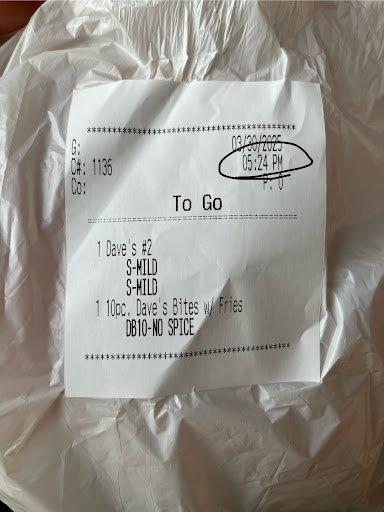 ************************************
G: 03/30/2025
C#: 1136 05:24 PM
Co: P: 0
To Go
====================================
1 Dave's #2
S-MILD
S-MILD
1 10pc. Dave's Bites w/ Fries
DB10-NO SPICE
************************************